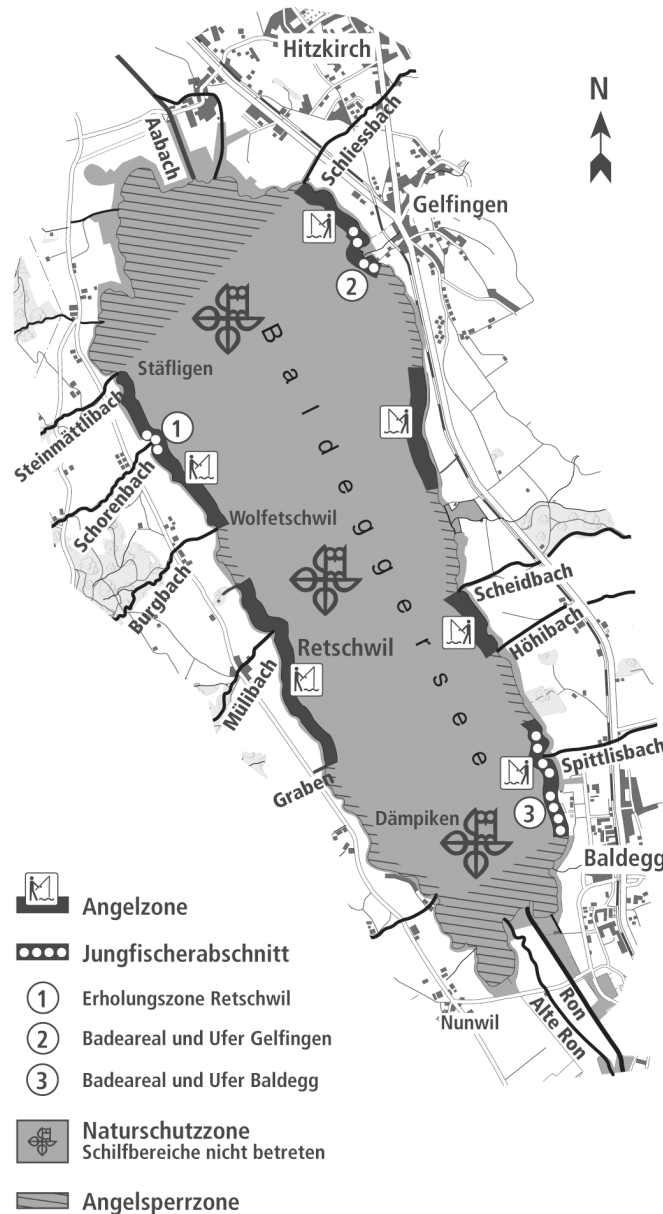 Hitzkirch
N
Aabach
Schliessbach
Gelfingen
2
Baldeggersee
Stäfligen
Steinmättlibach
1
Schorenbach
Wolfetschwil
Burgbach
Scheidbach
Höhibach
Retschwil
Mülibach
Spittlisbach
Graben
Dämpiken
3
Baldegg
Ron
Alte Ron
Nunwil
Angelzone
Jungfischerabschnitt
1 Erholungszone Retschwil
2 Badeareal und Ufer Gelfingen
3 Badeareal und Ufer Baldegg
Naturschutzzone
Schilfbereiche nicht betreten
Angelsperrzone